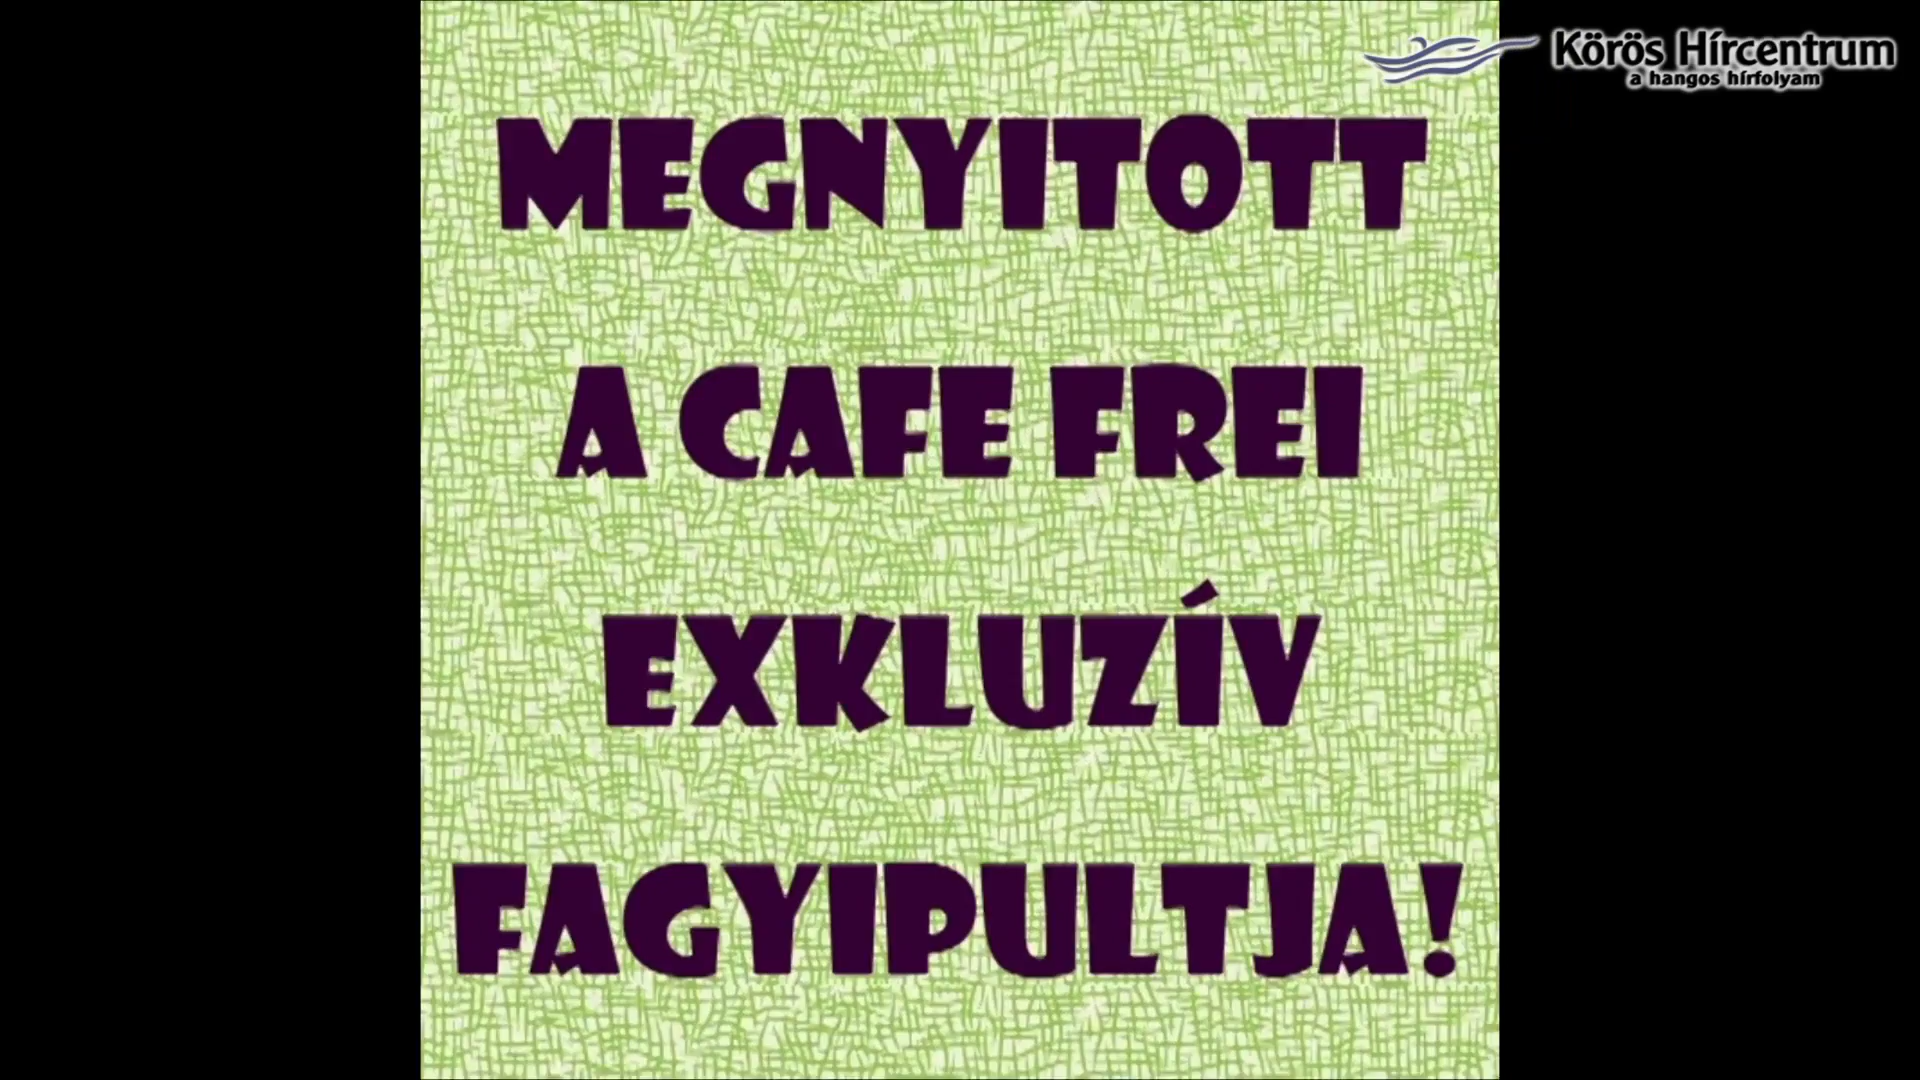 Körös Hírcentrum
a hangos hírfolyam
MEGNYITOTT
A CAFE FREI
EXKLUZÍV
FAGYIPULTJA!